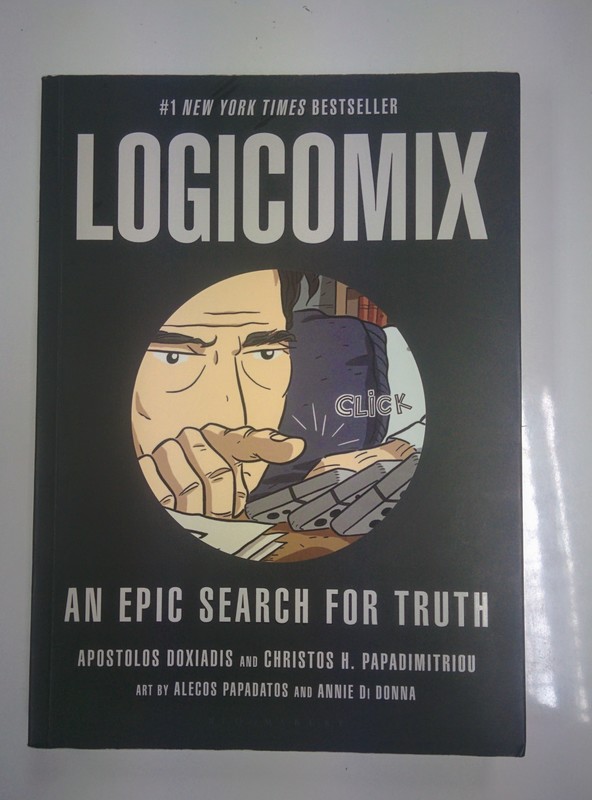 #1 NEW YORK TIMES BESTSELLER
LOGICOMIX
CLICK
AN EPIC SEARCH FOR TRUTH
APOSTOLOS DOXIADIS AND CHRISTOS H. PAPADIMITRIOU
ART BY ALECOS PAPADATOS AND ANNIE DI DONNA